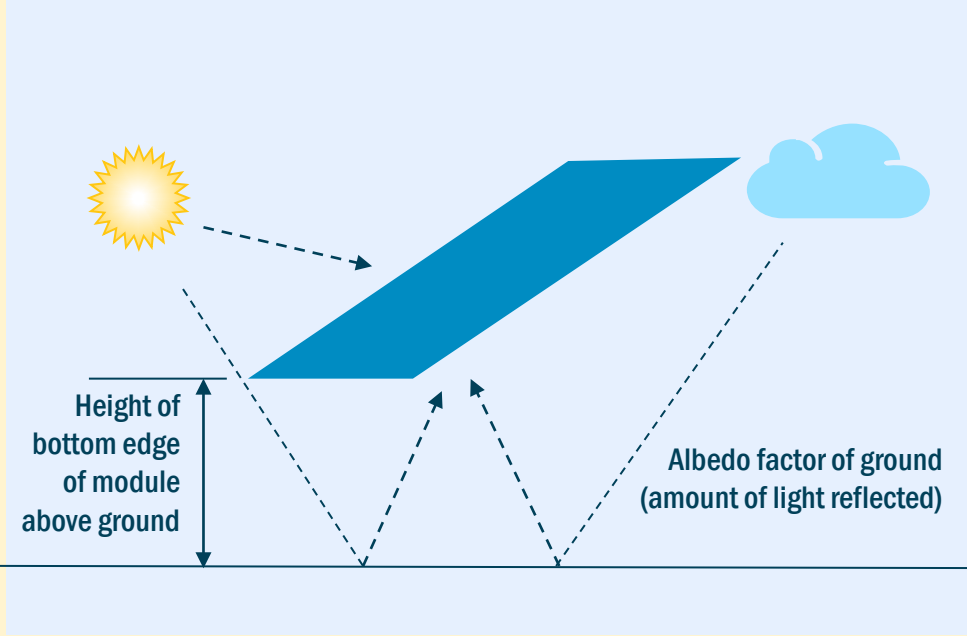 Height of
bottom edge
of module
above ground
Albedo factor of ground
(amount of light reflected)